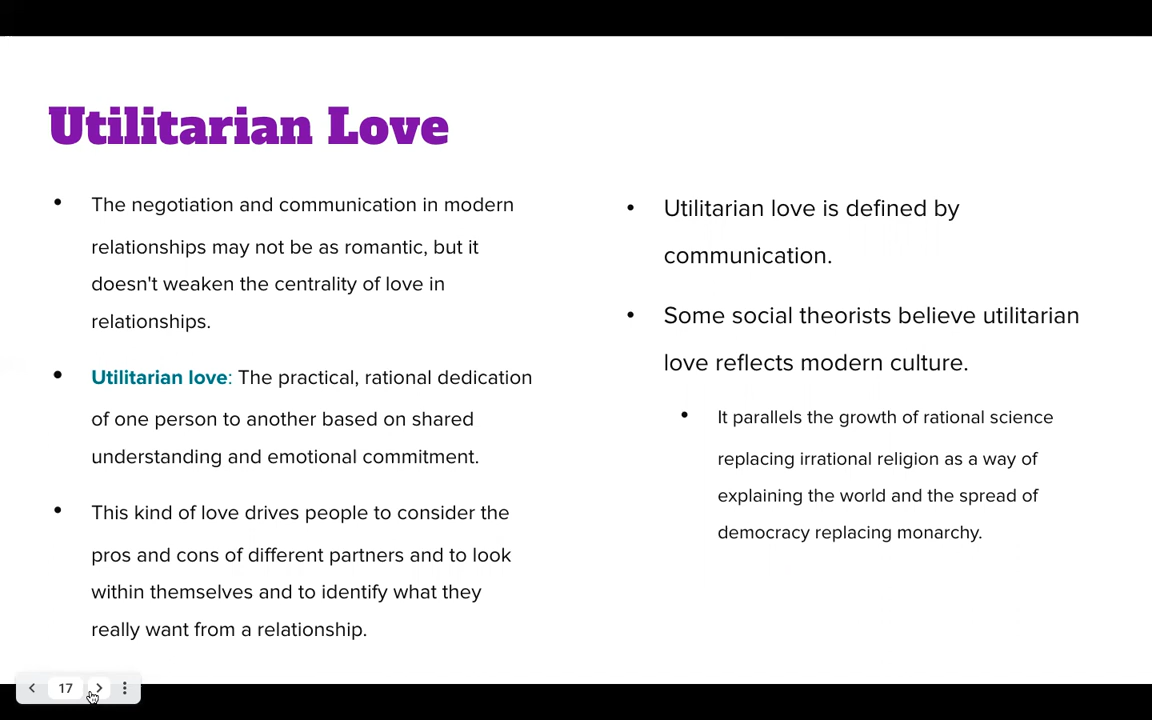 Utilitarian Love
• The negotiation and communication in modern
relationships may not be as romantic, but it
doesn't weaken the centrality of love in
relationships.
• Utilitarian love: The practical, rational dedication
of one person to another based on shared
understanding and emotional commitment.
• This kind of love drives people to consider the
pros and cons of different partners and to look
within themselves and to identify what they
really want from a relationship.
• Utilitarian love is defined by
communication.
• Some social theorists believe utilitarian
love reflects modern culture.
• It parallels the growth of rational science
replacing irrational religion as a way of
explaining the world and the spread of
democracy replacing monarchy.
17